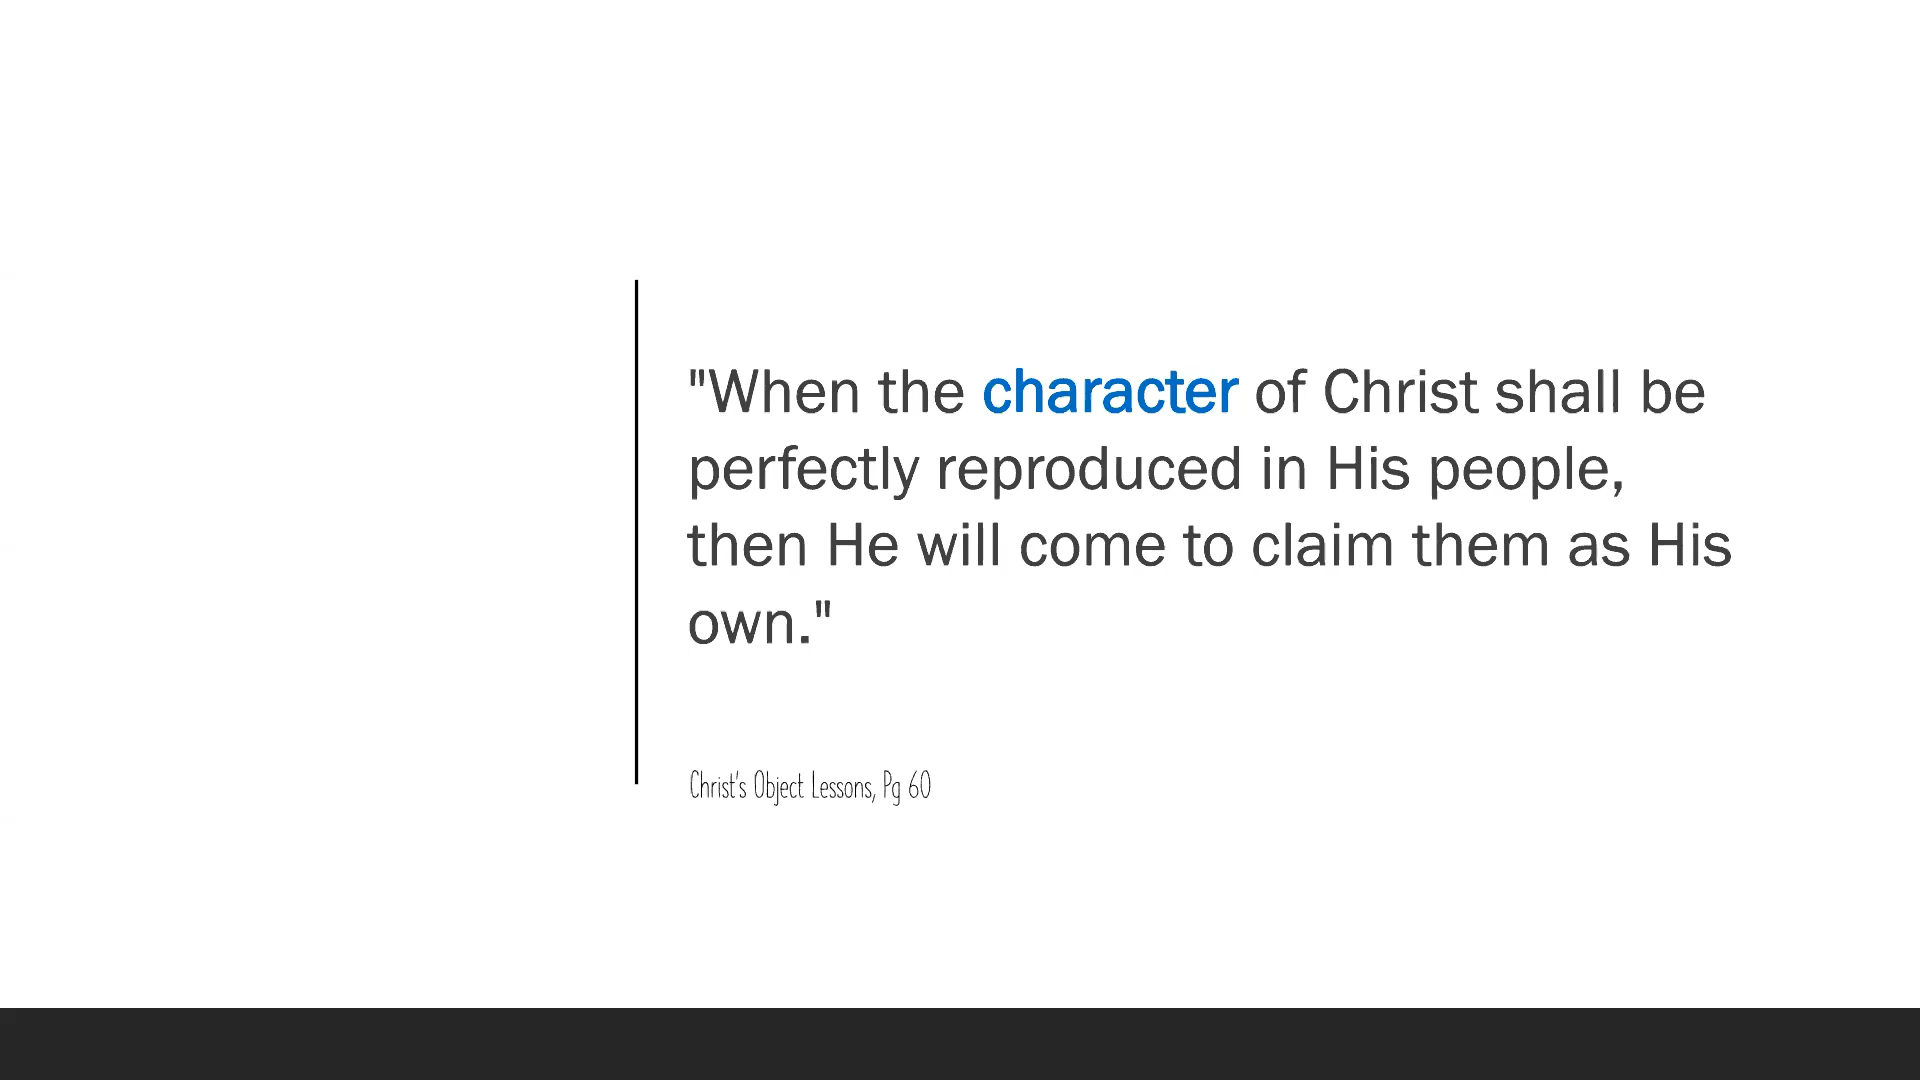 "When the character of Christ shall be
perfectly reproduced in His people,
then He will come to claim them as His
own."
Christ's Object Lessons, Pg 60